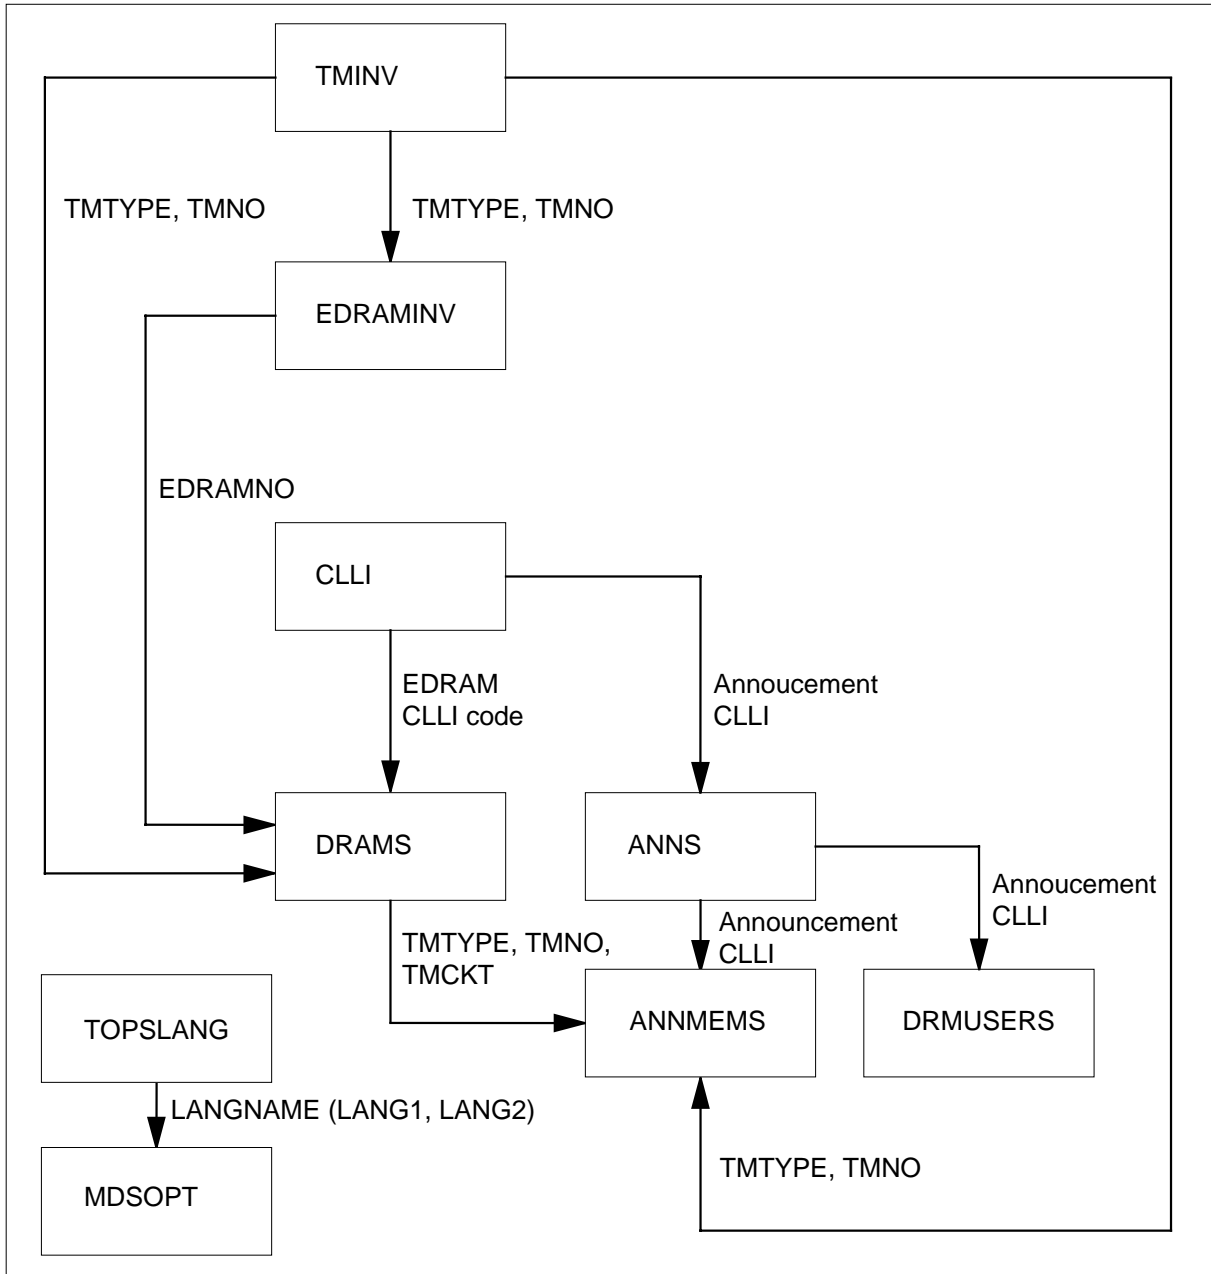 TMINV
TMTYPE, TMNO
TMTYPE, TMNO
EDRAMINV
EDRAMNO
CLLI
EDRAM
CLLI code
Annoucement
CLLI
DRAMS
ANNS
Annoucement
CLLI
Announcement
CLLI
TMTYPE, TMNO,
TMCKT
TOPSLANG
ANNMEMS
DRMUSERS
LANGNAME (LANG1, LANG2)
TMTYPE, TMNO
MDSOPT